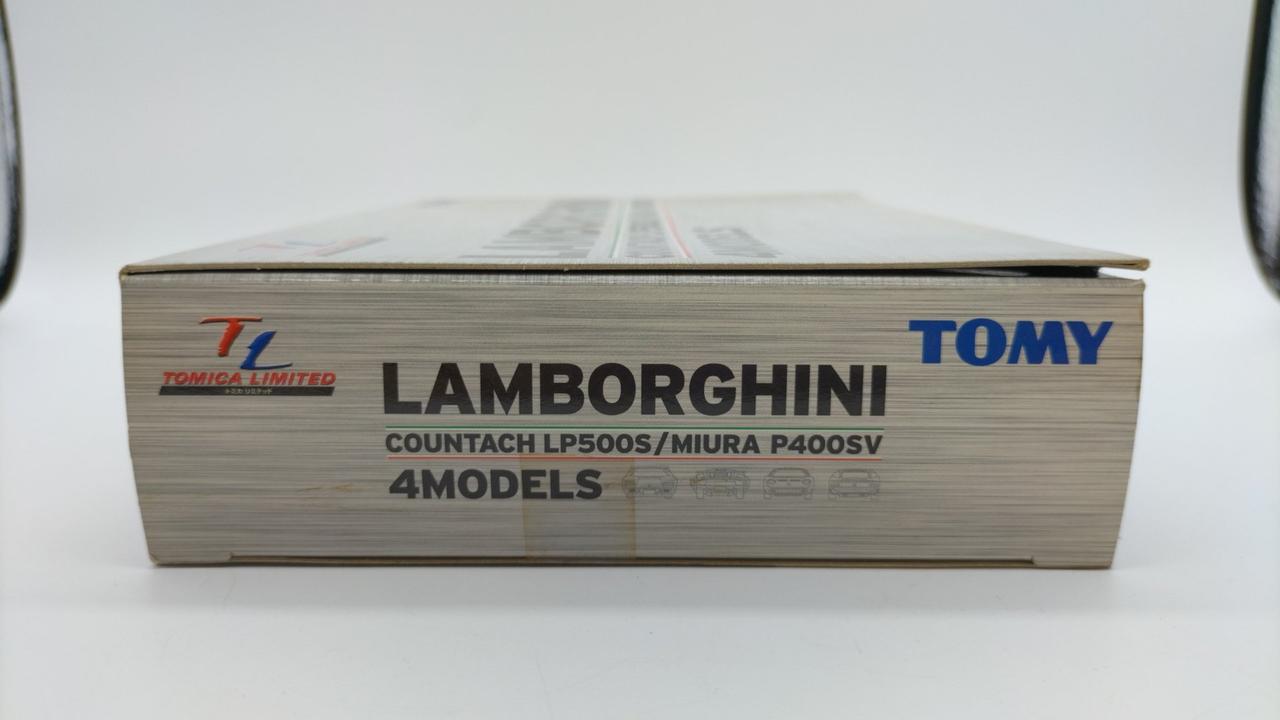 TL
TOMICA LIMITED
トミカ リミテッド
TOMY
LAMBORGHINI
COUNTACH LP500S/MIURA P400SV
4MODELS